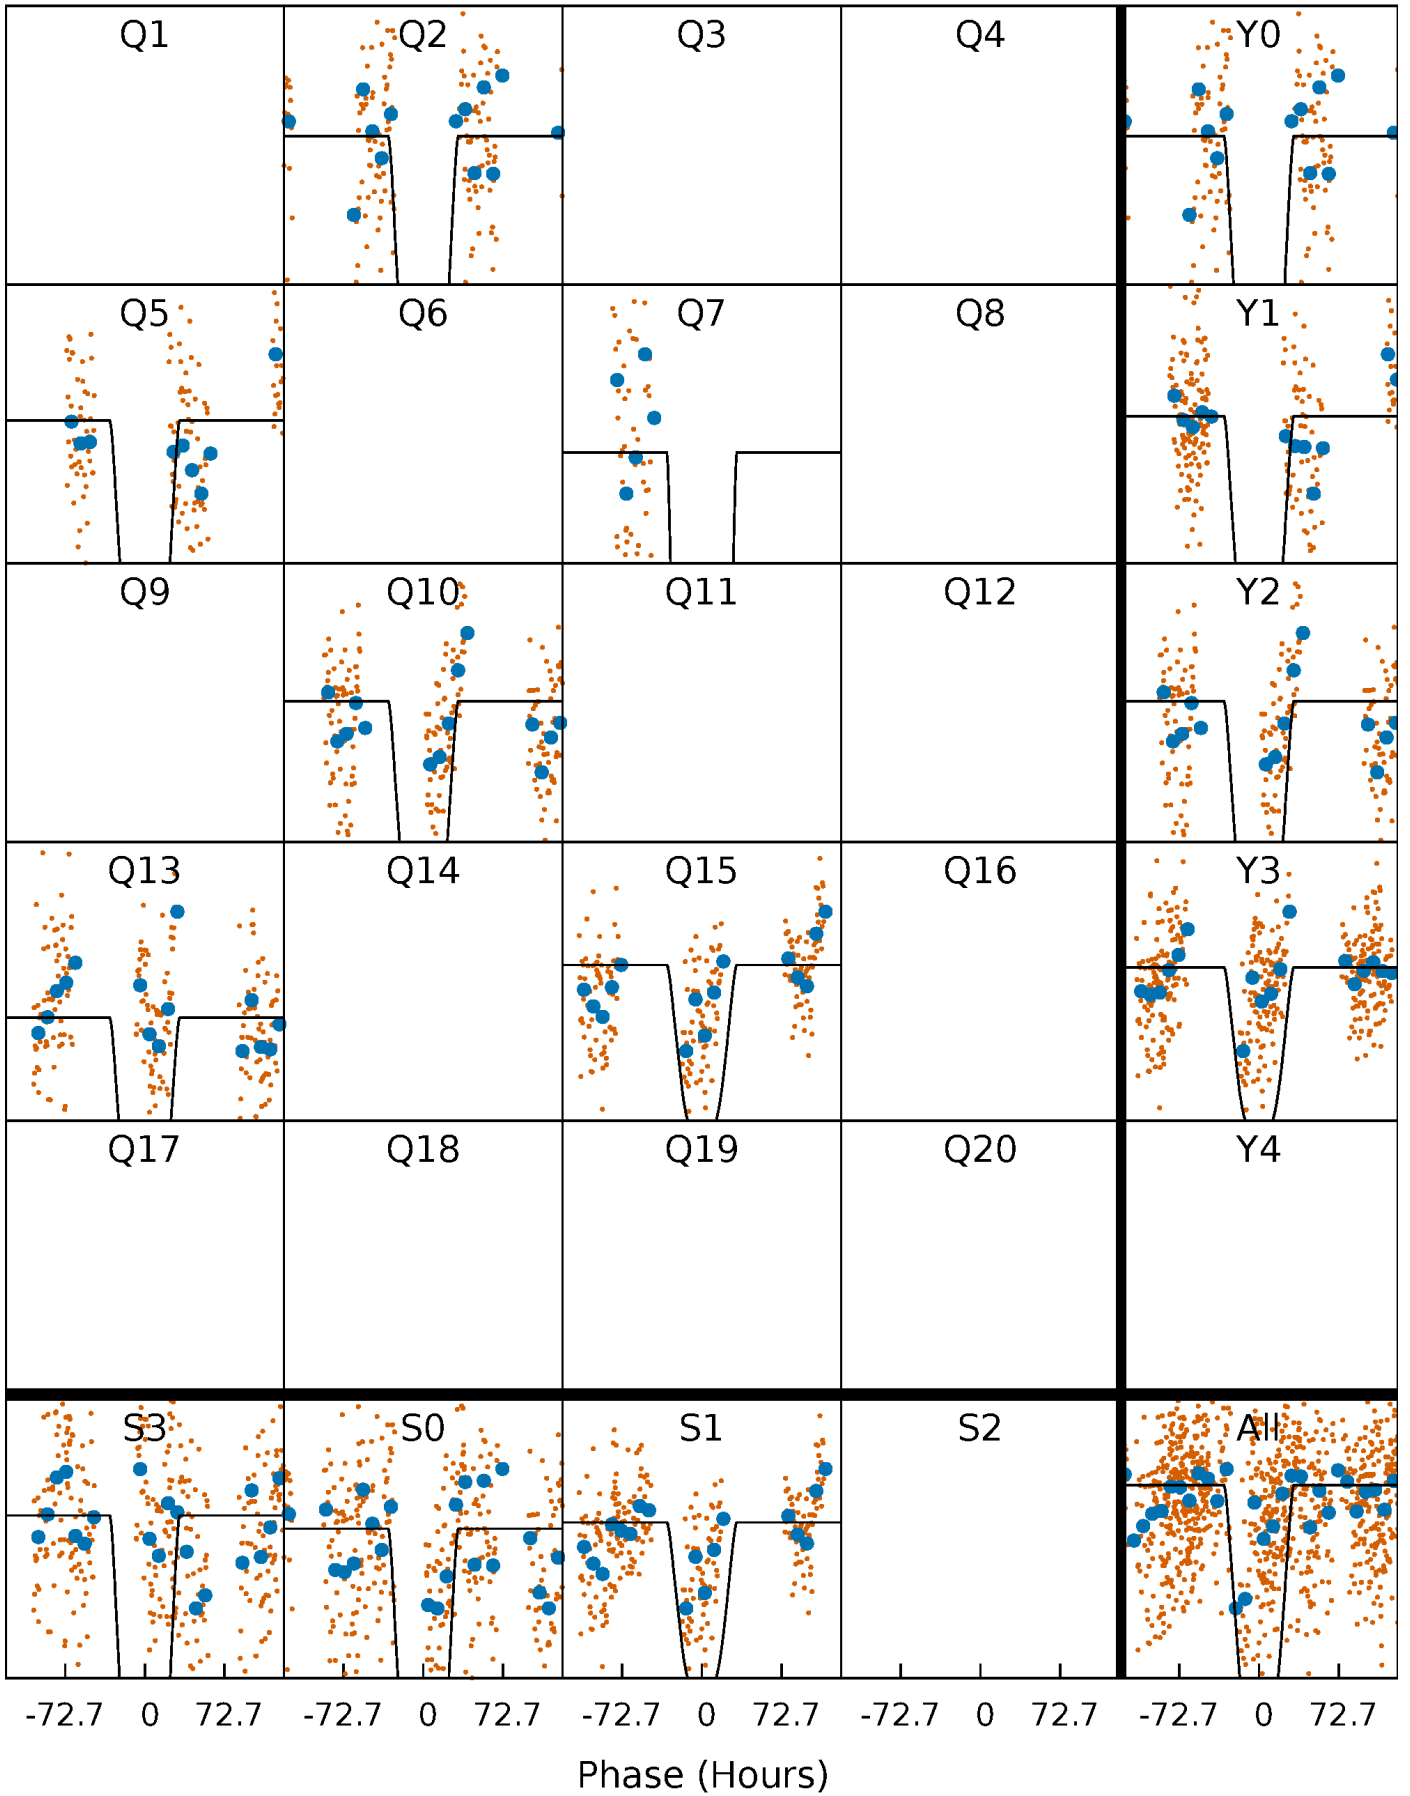 Q1 Q2 Q3 Q4 Y0
Q5 Q6 Q7 Q8 Y1
Q9 Q10 Q11 Q12 Y2
Q13 Q14 Q15 Q16 Y3
Q17 Q18 Q19 Q20 Y4
S3 S0 S1 S2 All
-72.7 0 72.7 -72.7 0 72.7 -72.7 0 72.7 -72.7 0 72.7 -72.7 0 72.7
Phase (Hours)